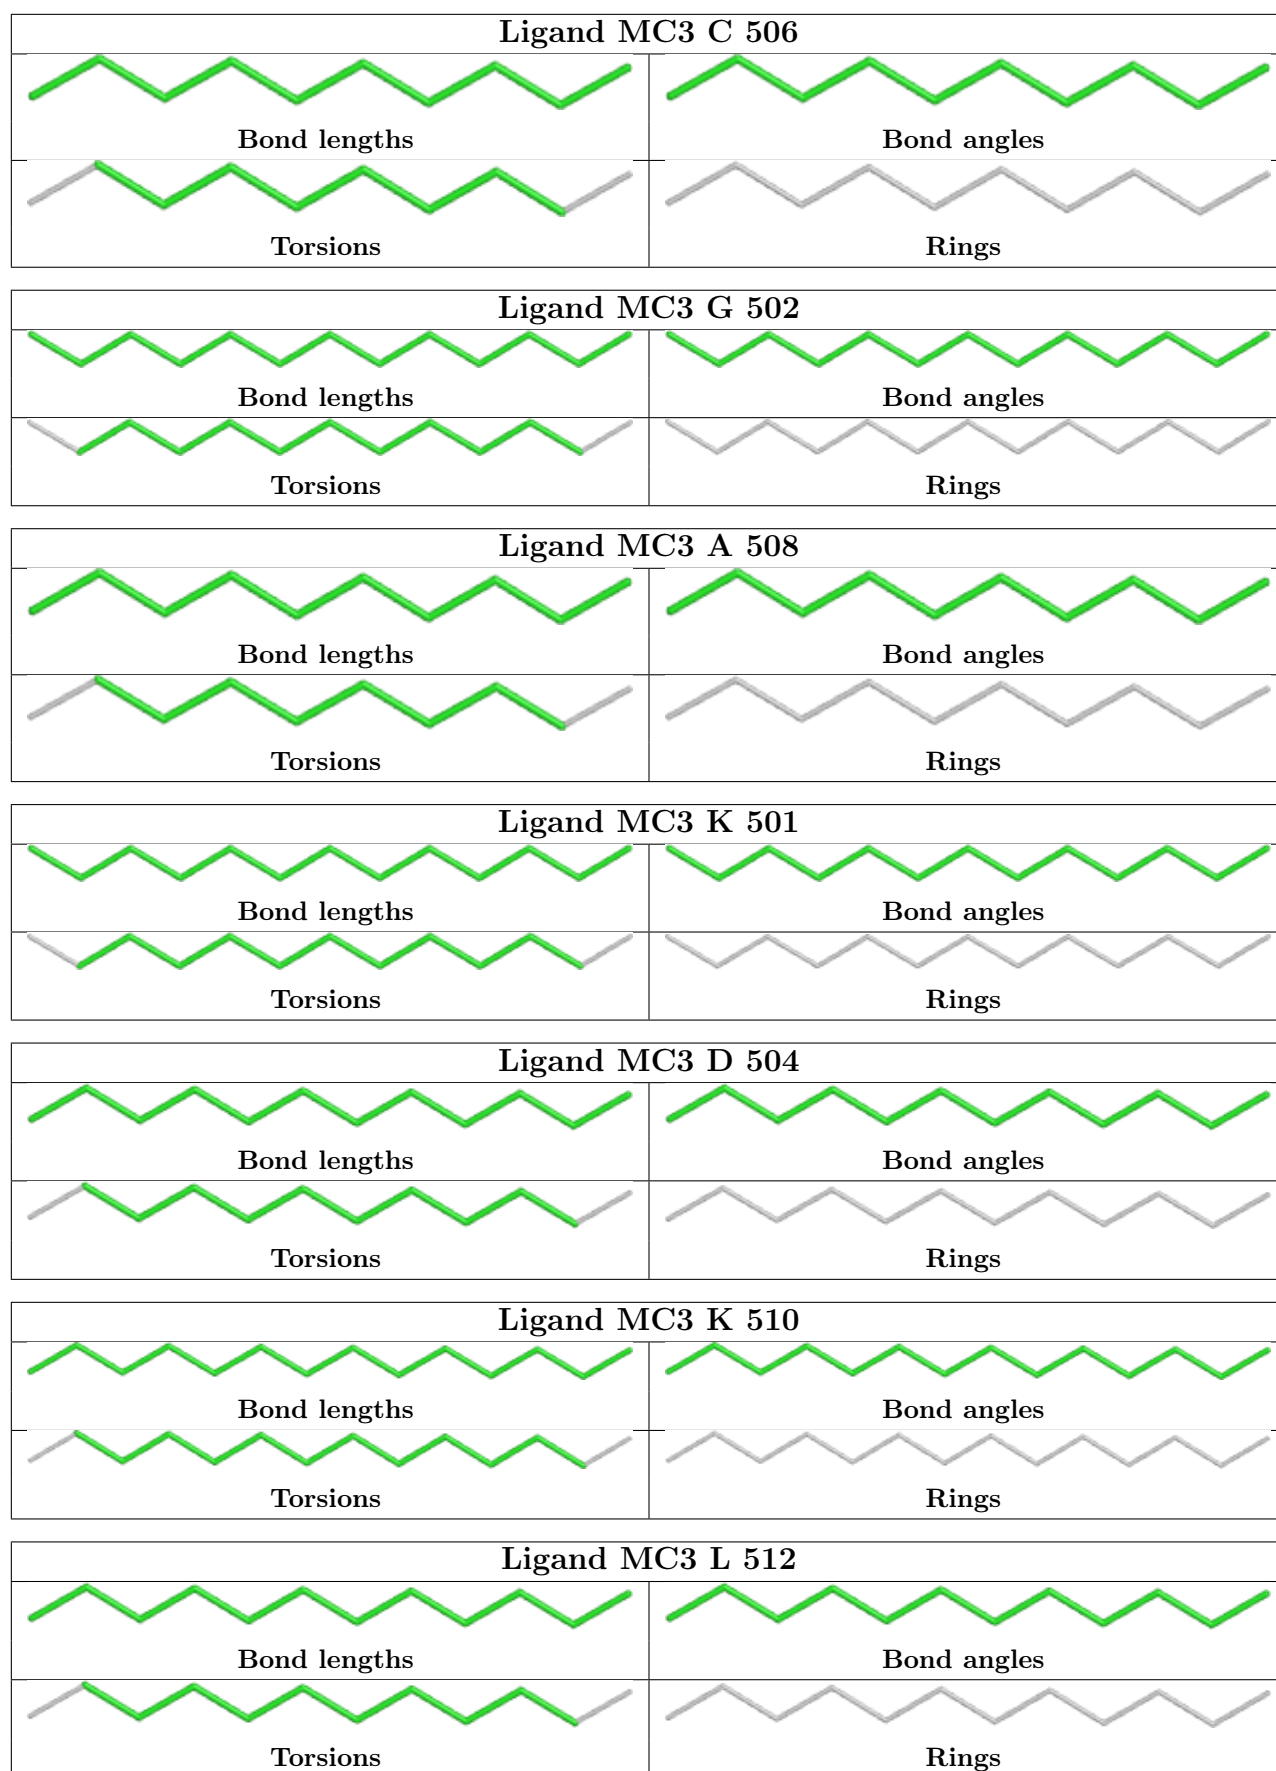 Ligand MC3 C 506
Bond lengths Bond angles
Torsions Rings
Ligand MC3 G 502
Bond lengths Bond angles
Torsions Rings
Ligand MC3 A 508
Bond lengths Bond angles
Torsions Rings
Ligand MC3 K 501
Bond lengths Bond angles
Torsions Rings
Ligand MC3 D 504
Bond lengths Bond angles
Torsions Rings
Ligand MC3 K 510
Bond lengths Bond angles
Torsions Rings
Ligand MC3 L 512
Bond lengths Bond angles
Torsions Rings